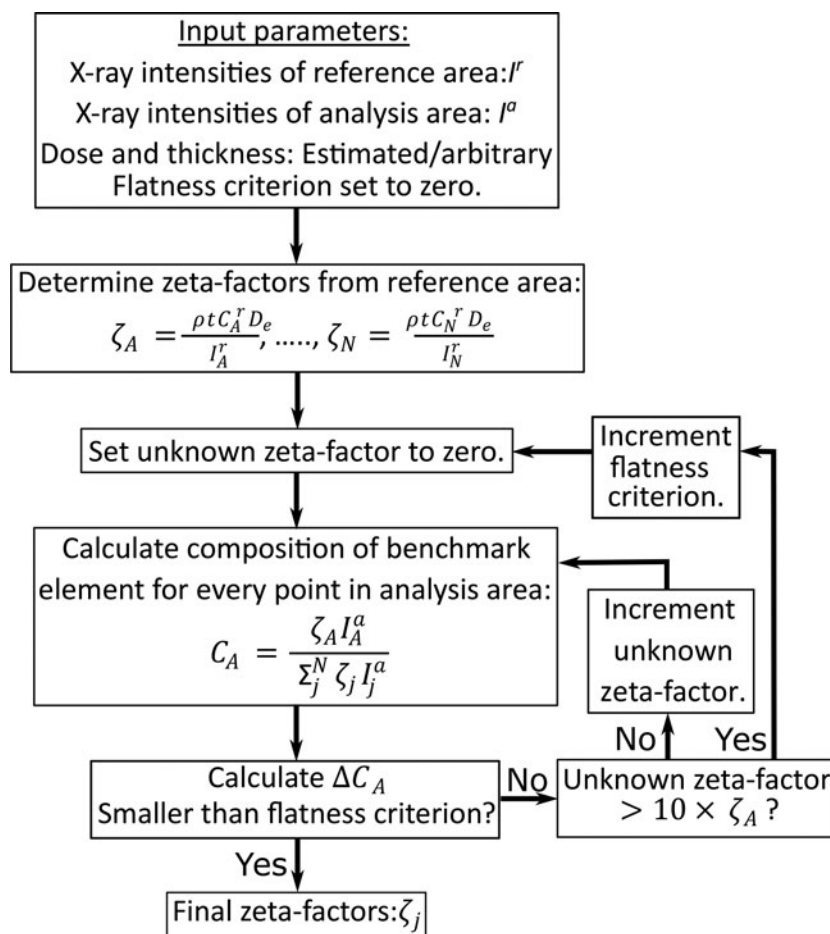 Input parameters:
X-ray intensities of reference area:Iʳ
X-ray intensities of analysis area: Iᵃ
Dose and thickness: Estimated/arbitrary
Flatness criterion set to zero.
Determine zeta-factors from reference area:
ζ_A = ρtC_A^r D_e / I_A^r, ....., ζ_N = ρtC_N^r D_e / I_N^r
Set unknown zeta-factor to zero.
Increment
flatness
criterion.
Calculate composition of benchmark
element for every point in analysis area:
C_A = ζ_A I_A^a / Σ_j^N ζ_j I_j^a
Increment
unknown
zeta-factor.
No
Yes
Calculate ΔC_A
Smaller than flatness criterion?
No
Unknown zeta-factor
> 10 × ζ_A ?
Yes
Final zeta-factors:ζ_j